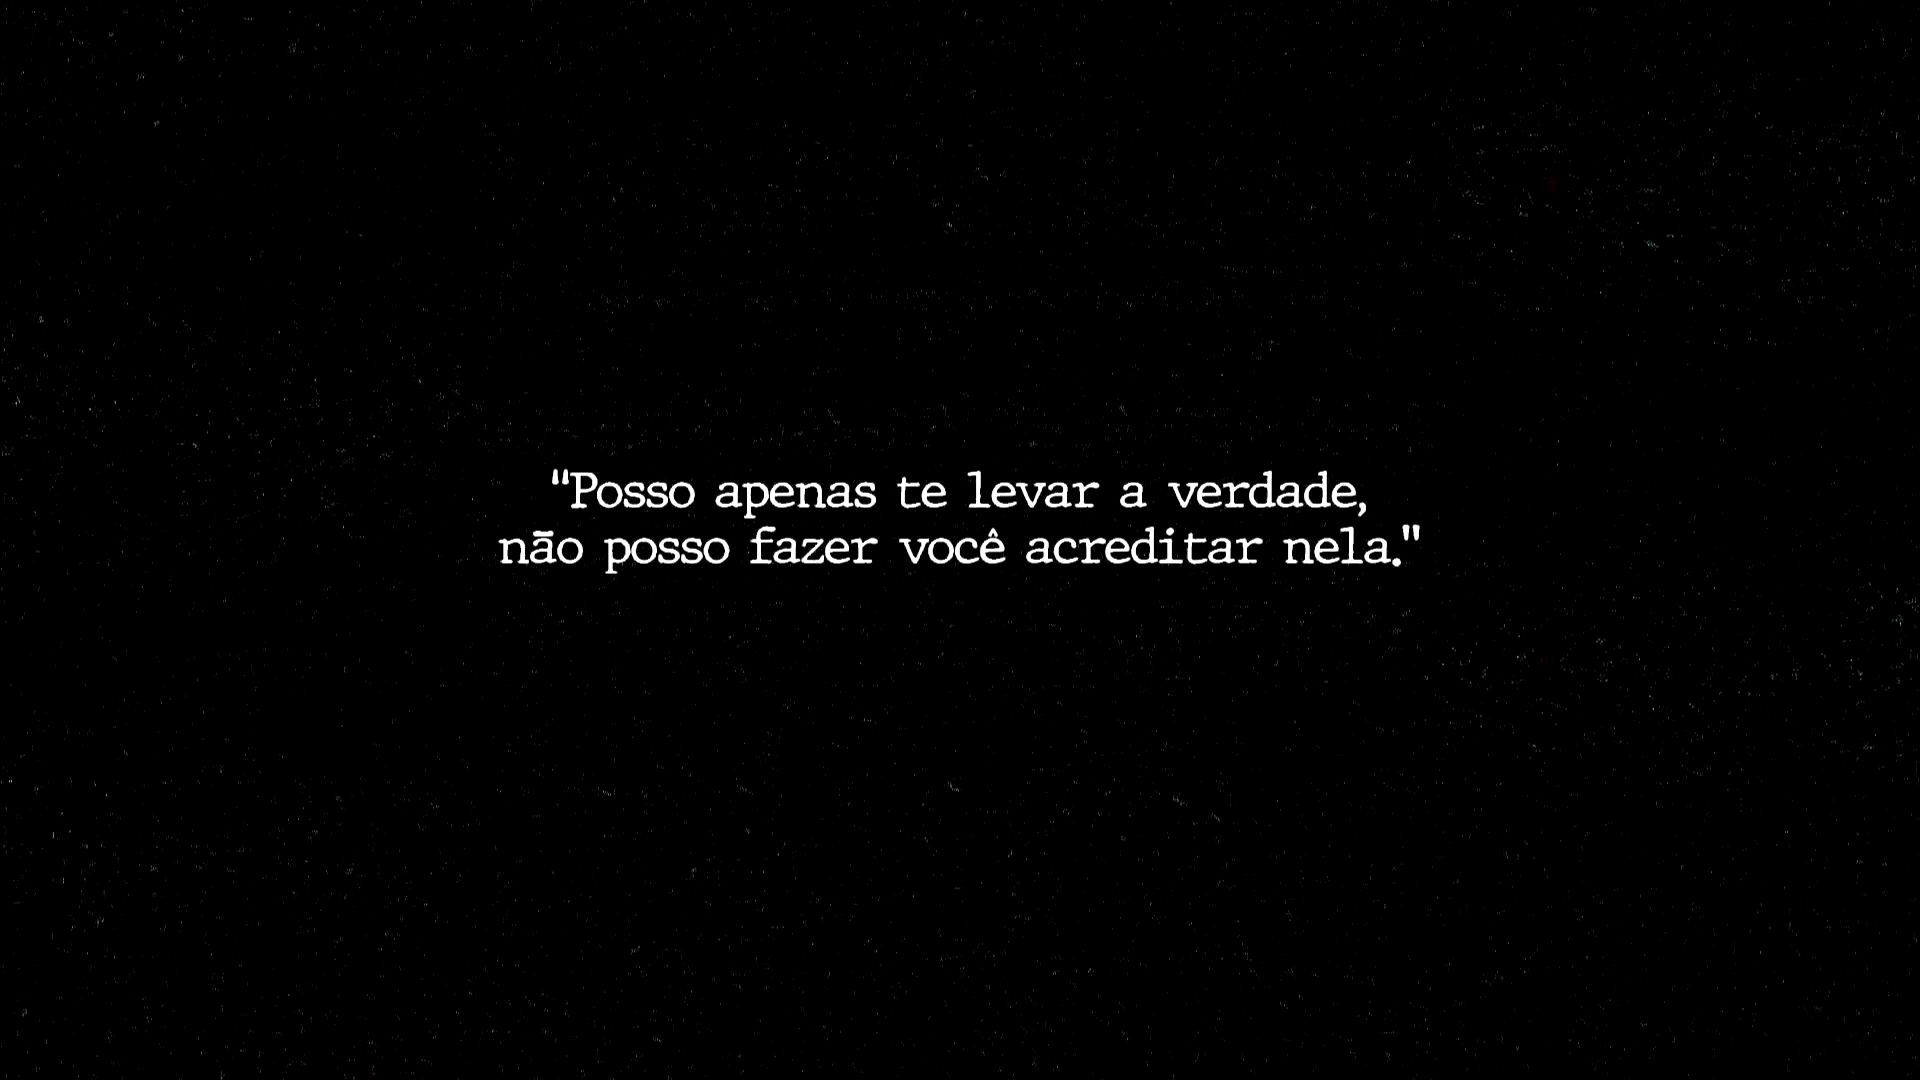 "Posso apenas te levar a verdade,
não posso fazer você acreditar nela."